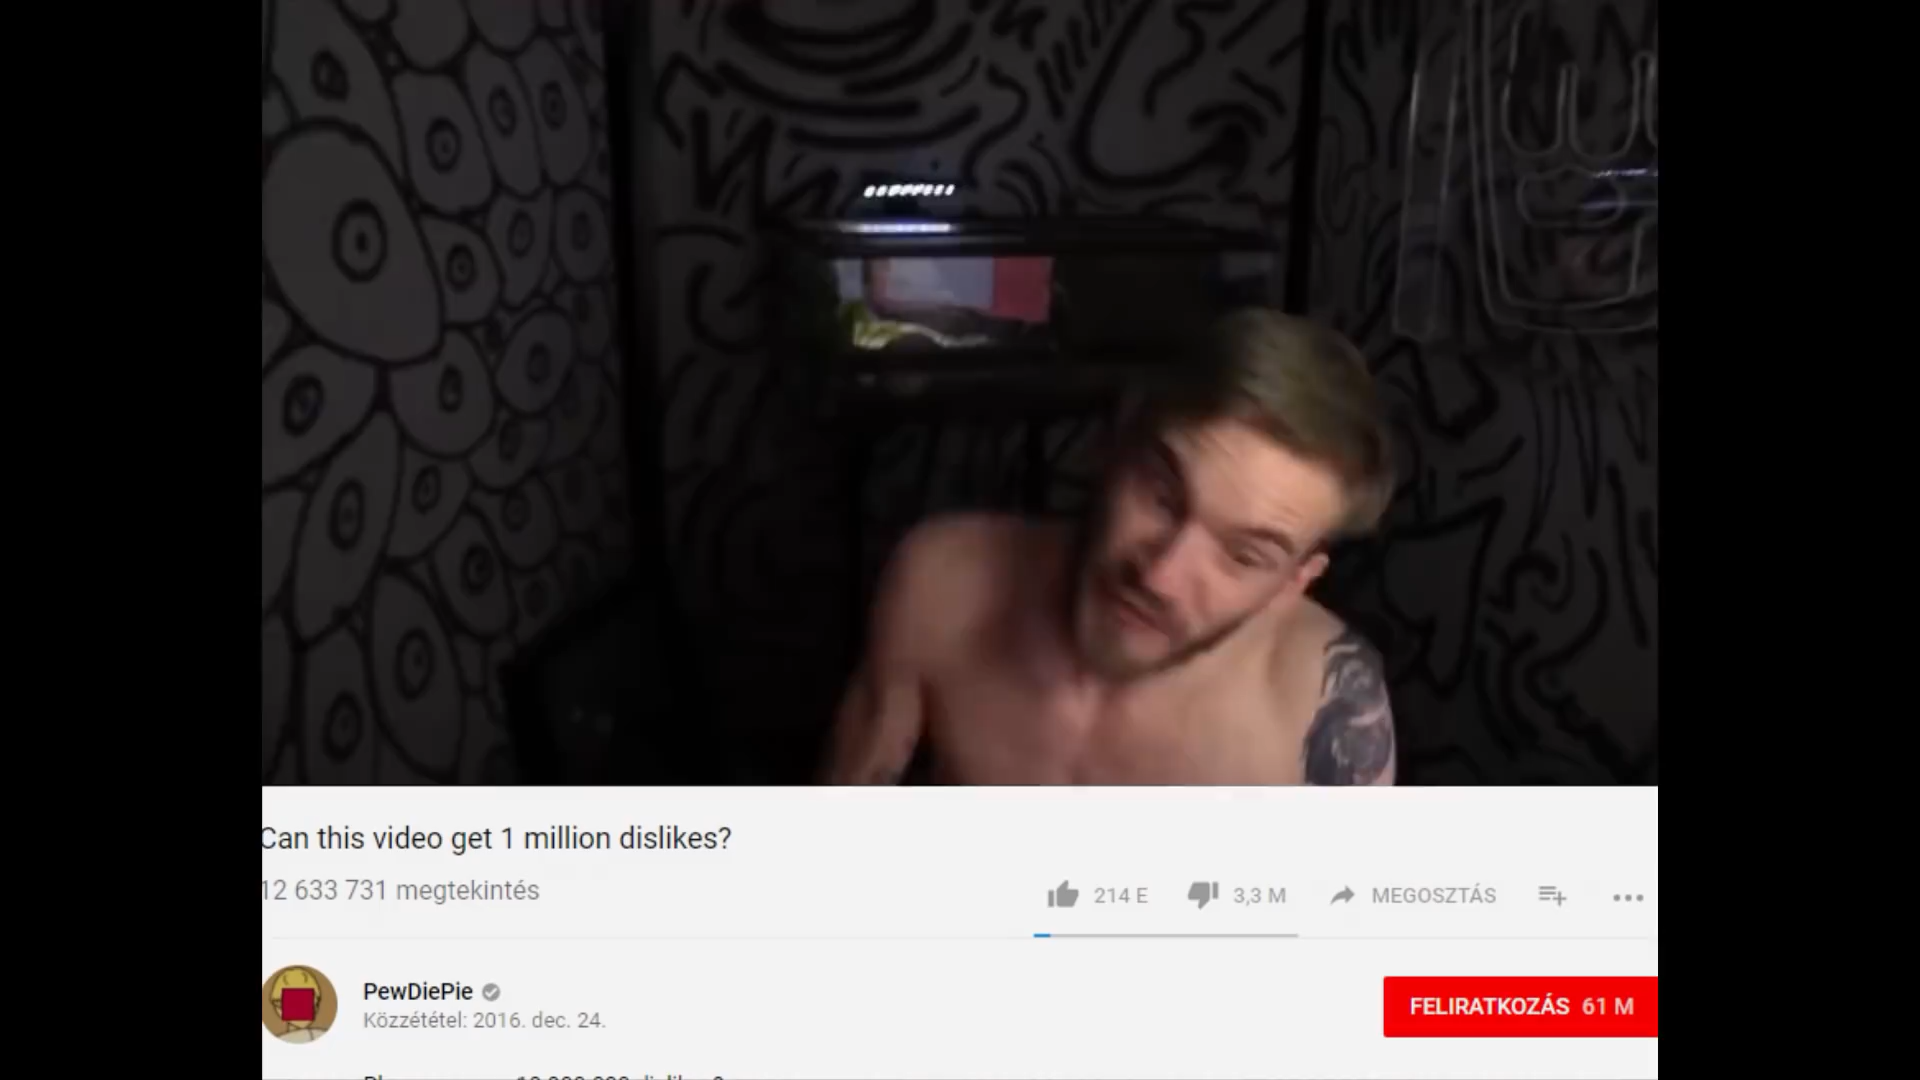 Can this video get 1 million dislikes?
12 633 731 megtekintés
214 E
3,3 M
MEGOSZTÁS
PewDiePie
Közzététel: 2016. dec. 24.
FELIRATKOZÁS 61 M